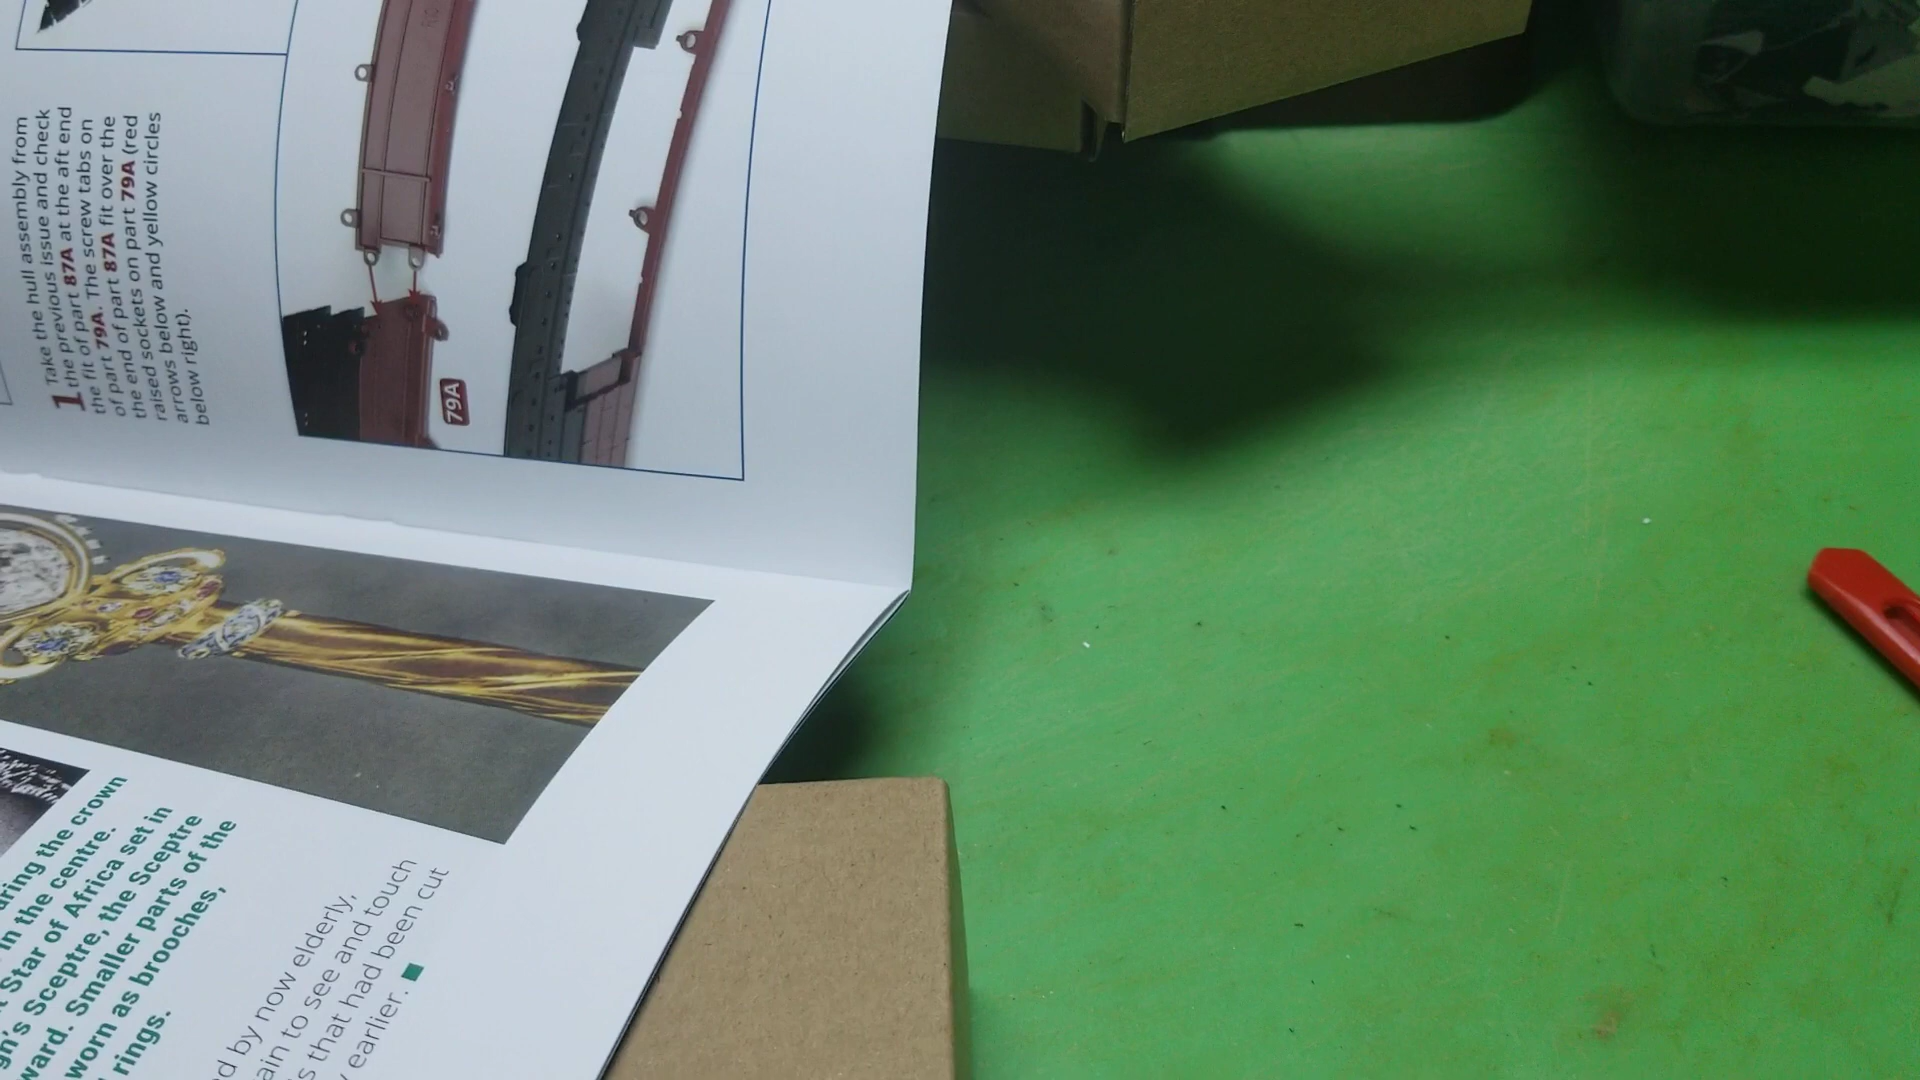 1 Take the hull assembly from
the previous issue and check
the fit of part 87A at the aft end
of part 79A. The screw tabs on
the end of part 87A fit over the
raised sockets on part 79A (red
arrows below and yellow circles
below right).
79A
the crown
in the centre.
Star of Africa set in
Sceptre, the Sceptre
Smaller parts of the
worn as brooches,
rings.
by now elderly,
to see and touch
that had been cut
earlier. ■